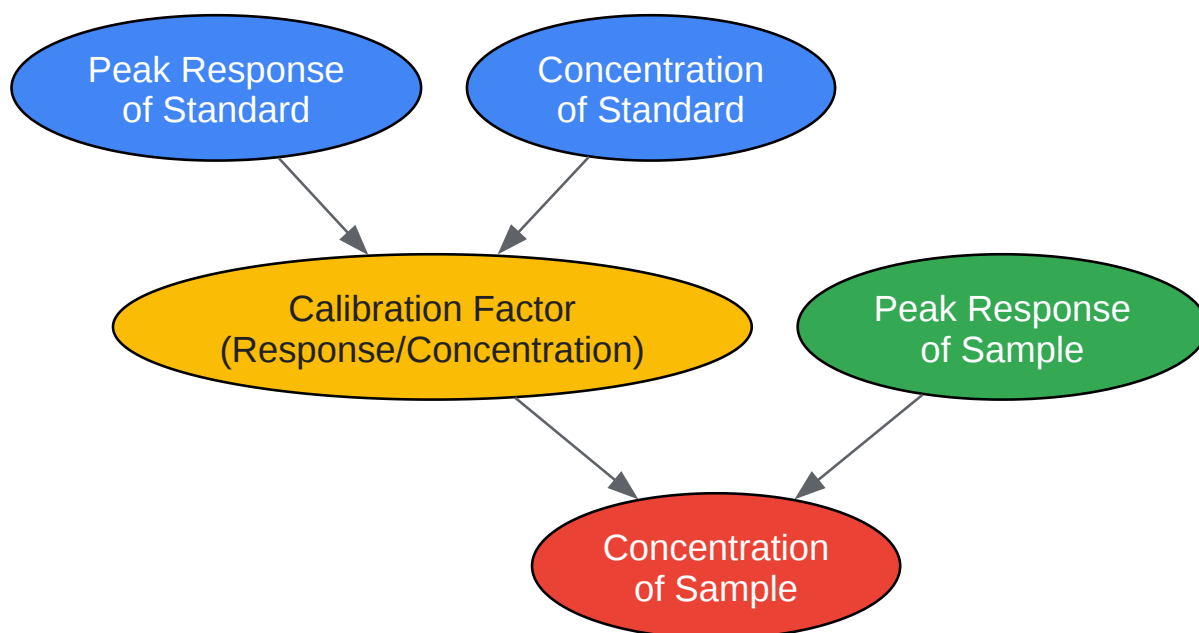 Peak Response
of Standard
Concentration
of Standard
Calibration Factor
(Response/Concentration)
Peak Response
of Sample
Concentration
of Sample